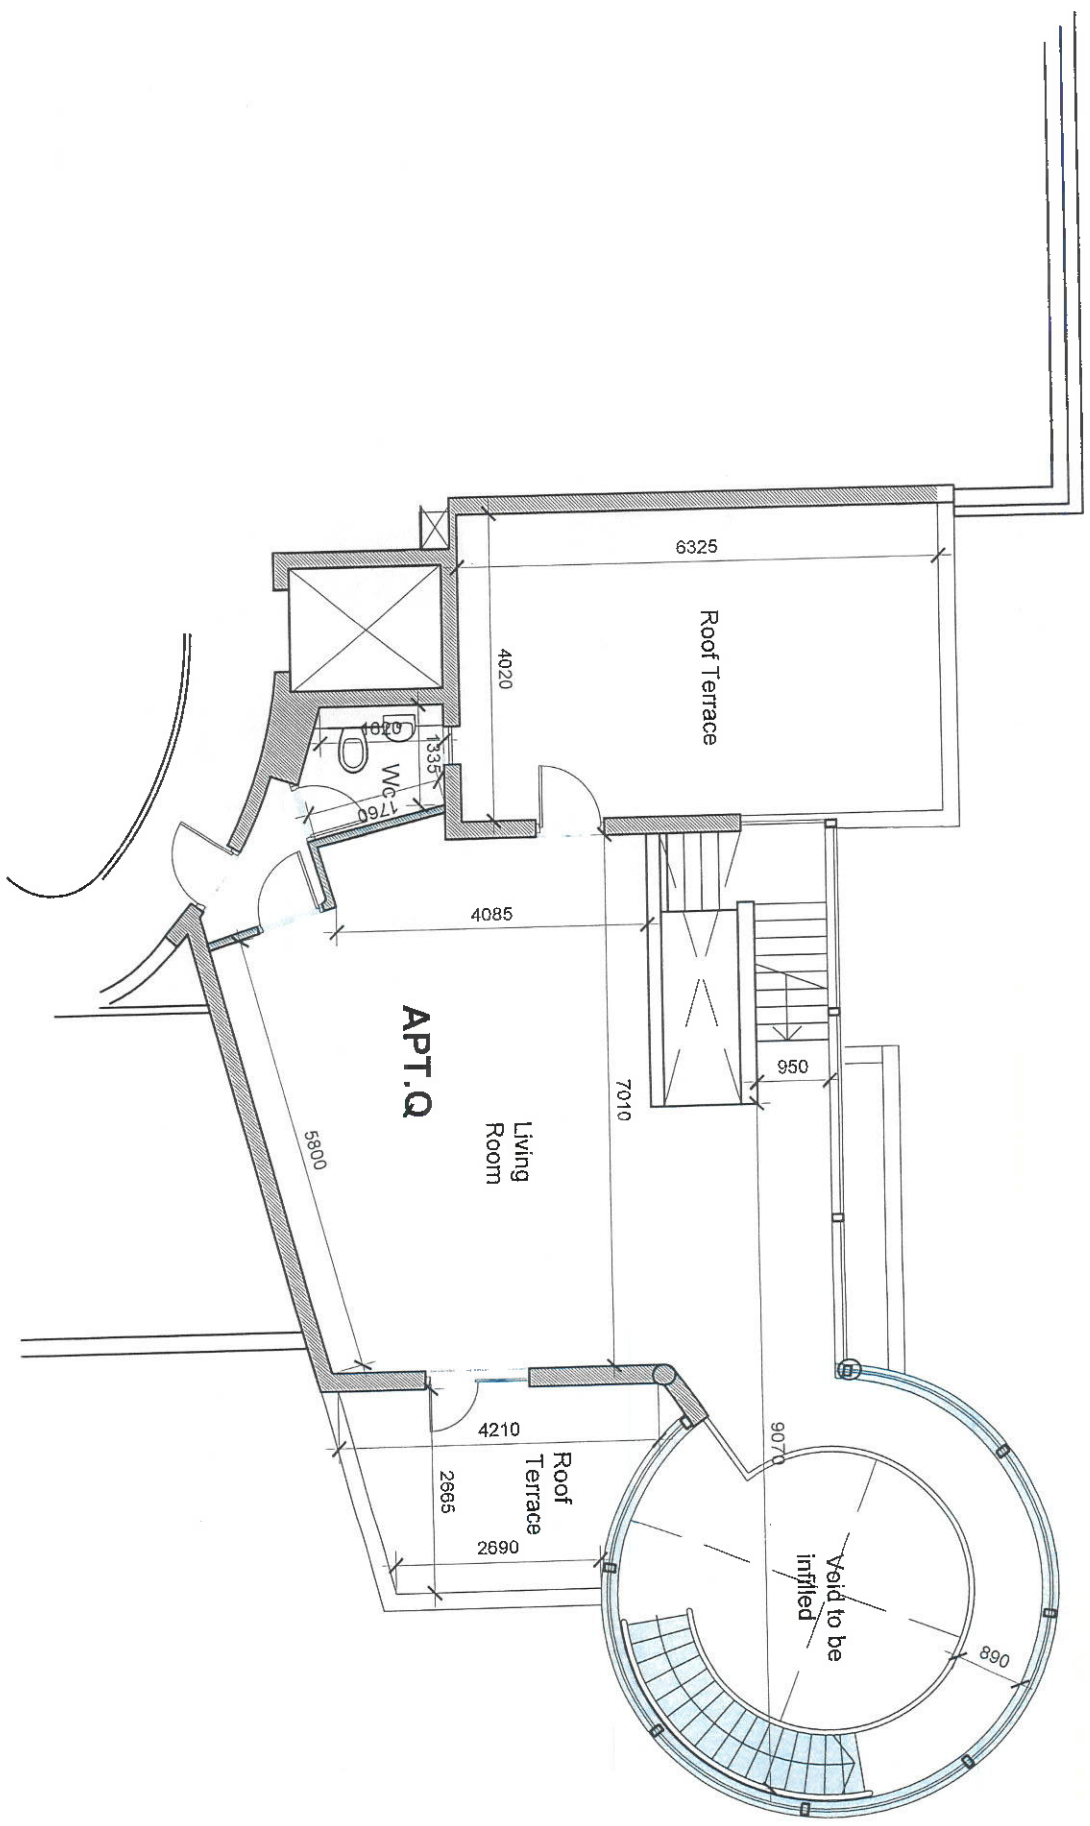 6325
Roof Terrace
4020
1820
1335
Wc
1760
4085
950
APT.Q
7010
Living
Room
5800
9070
4210
Roof
Terrace
2665
2690
Void to be
infilled
890